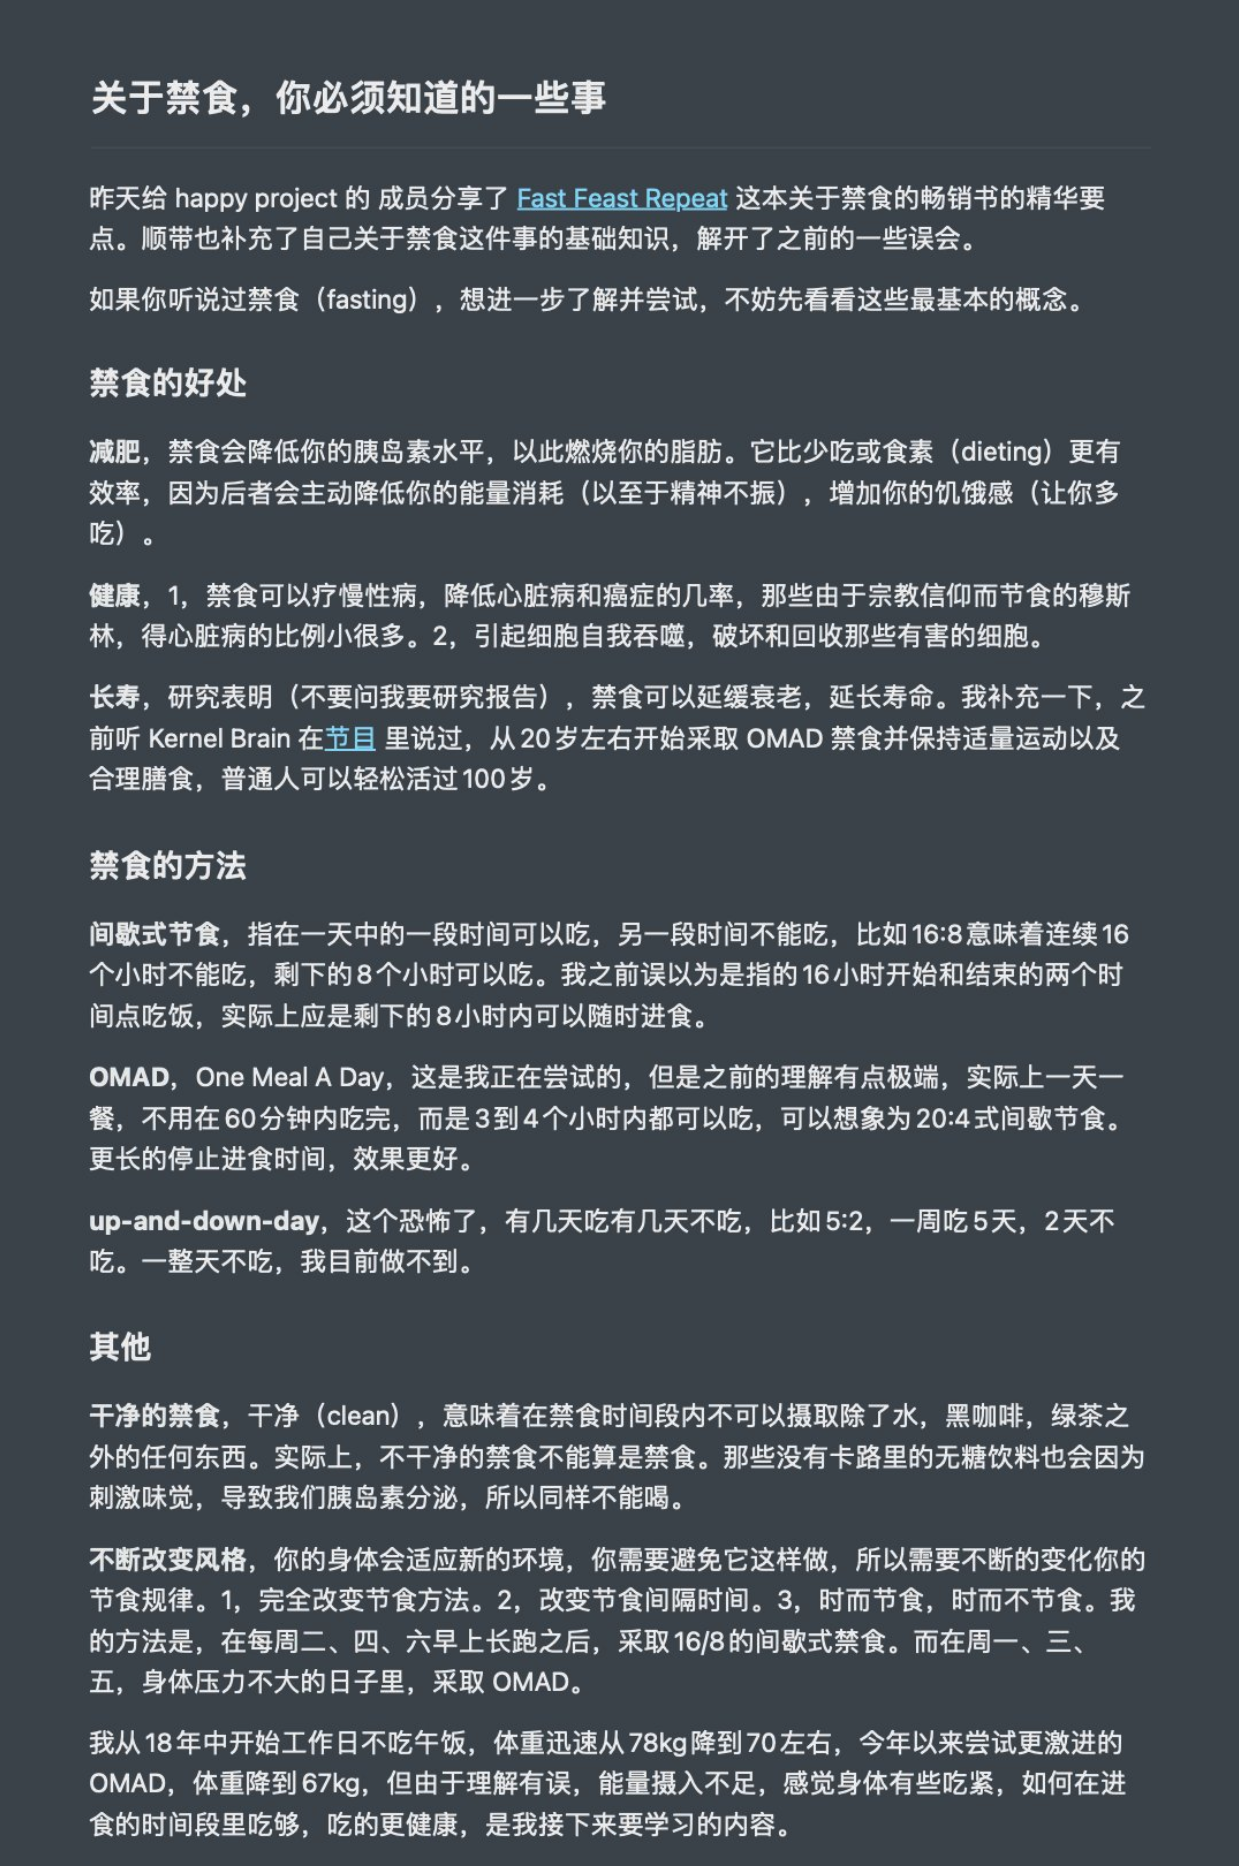 关于禁食，你必须知道的一些事
昨天给 happy project 的 成员分享了 Fast Feast Repeat 这本关于禁食的畅销书的精华要
点。顺带也补充了自己关于禁食这件事的基础知识，解开了之前的一些误会。
如果你听说过禁食（fasting），想进一步了解并尝试，不妨先看看这些最基本的概念。
禁食的好处
减肥，禁食会降低你的胰岛素水平，以此燃烧你的脂肪。它比少吃或食素（dieting）更有
效率，因为后者会主动降低你的能量消耗（以至于精神不振），增加你的饥饿感（让你多
吃）。
健康，1，禁食可以疗慢性病，降低心脏病和癌症的几率，那些由于宗教信仰而节食的穆斯
林，得心脏病的比例小很多。2，引起细胞自我吞噬，破坏和回收那些有害的细胞。
长寿，研究表明（不要问我要研究报告），禁食可以延缓衰老，延长寿命。我补充一下，之
前听 Kernel Brain 在节目 里说过，从20岁左右开始采取 OMAD 禁食并保持适量运动以及
合理膳食，普通人可以轻松活过100岁。
禁食的方法
间歇式节食，指在一天中的一段时间可以吃，另一段时间不能吃，比如16:8意味着连续16
个小时不能吃，剩下的8个小时可以吃。我之前误以为是指的16小时开始和结束的两个时
间点吃饭，实际上应是剩下的8小时内可以随时进食。
OMAD，One Meal A Day，这是我正在尝试的，但是之前的理解有点极端，实际上一天一
餐，不用在60分钟内吃完，而是3到4个小时内都可以吃，可以想象为20:4式间歇节食。
更长的停止进食时间，效果更好。
up-and-down-day，这个恐怖了，有几天吃有几天不吃，比如5:2，一周吃5天，2天不
吃。一整天不吃，我目前做不到。
其他
干净的禁食，干净（clean），意味着在禁食时间段内不可以摄取除了水，黑咖啡，绿茶之
外的任何东西。实际上，不干净的禁食不能算是禁食。那些没有卡路里的无糖饮料也会因为
刺激味觉，导致我们胰岛素分泌，所以同样不能喝。
不断改变风格，你的身体会适应新的环境，你需要避免它这样做，所以需要不断的变化你的
节食规律。1，完全改变节食方法。2，改变节食间隔时间。3，时而节食，时而不节食。我
的方法是，在每周二、四、六早上长跑之后，采取16/8的间歇式禁食。而在周一、三、
五，身体压力不大的日子里，采取 OMAD。
我从18年中开始工作日不吃午饭，体重迅速从78kg降到70左右，今年以来尝试更激进的
OMAD，体重降到67kg，但由于理解有误，能量摄入不足，感觉身体有些吃紧，如何在进
食的时间段里吃够，吃的更健康，是我接下来要学习的内容。